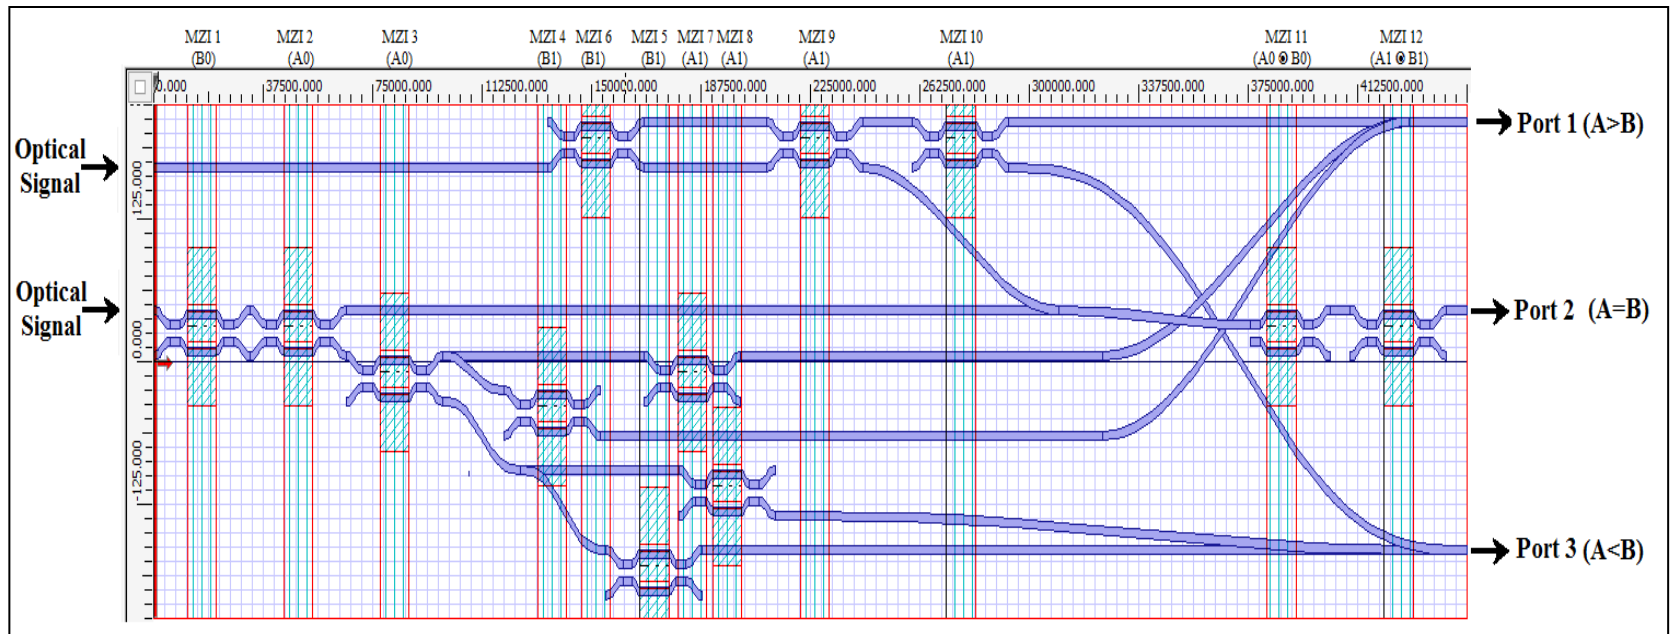 MZI 1 MZI 2 MZI 3 MZI 4 MZI 6 MZI 5 MZI 7 MZI 8 MZI 9 MZI 10 MZI 11 MZI 12
(B0) (A0) (A0) (B1) (B1) (B1) (A1) (A1) (A1) (A1) (A0 ⊙ B0) (A1 ⊙ B1)
0.000 37500.000 75000.000 112500.000 150000.000 187500.000 225000.000 262500.000 300000.000 337500.000 375000.000 412500.000
Port 1 (A>B)
Optical
Signal
125.000
Optical
Signal
Port 2 (A=B)
0.000
-125.000
Port 3 (A<B)